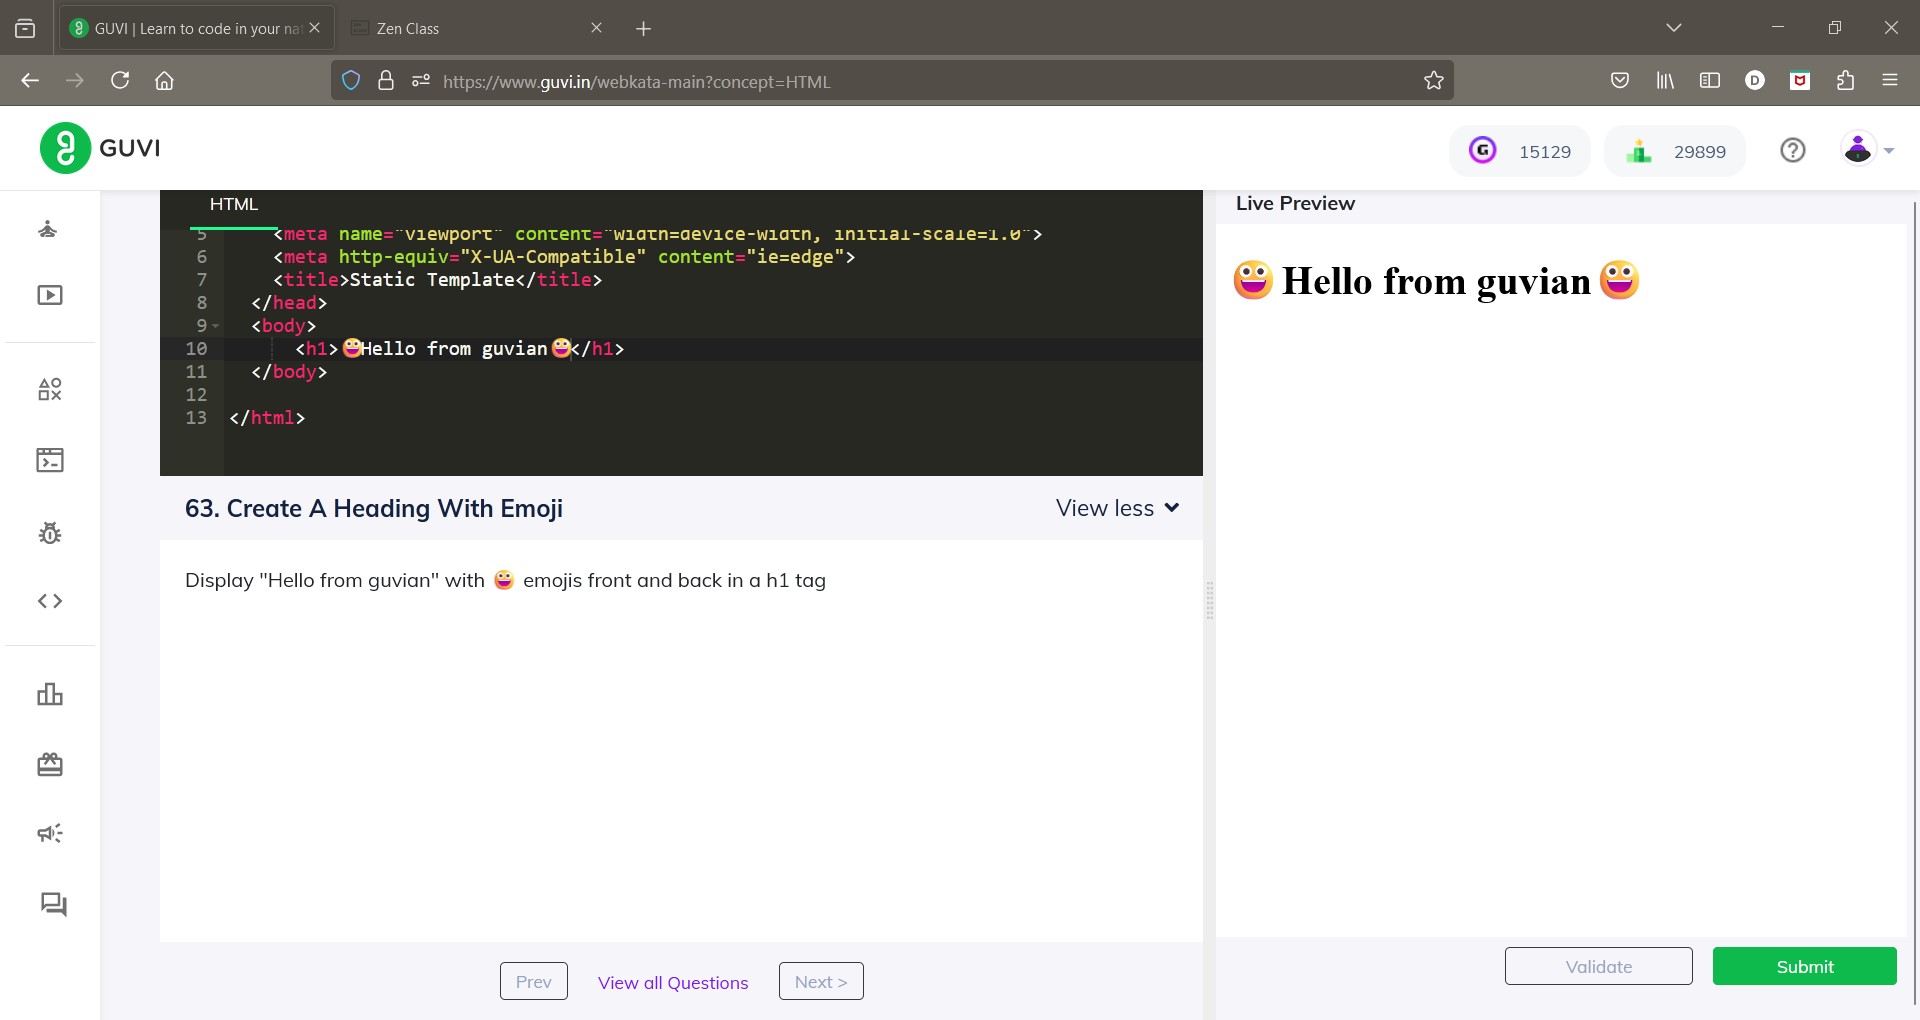 GUVI | Learn to code in your nat
Zen Class
https://www.guvi.in/webkata-main?concept=HTML
GUVI
15129
29899
HTML
5 <meta name="viewport" content="width=device-width, initial-scale=1.0">
6 <meta http-equiv="X-UA-Compatible" content="ie=edge">
7 <title>Static Template</title>
8 </head>
9 <body>
10 <h1>😀Hello from guvian😀</h1>
11 </body>
12
13 </html>
Live Preview
😀Hello from guvian😀
63. Create A Heading With Emoji
View less
Display "Hello from guvian" with 😀 emojis front and back in a h1 tag
Prev
View all Questions
Next >
Validate
Submit